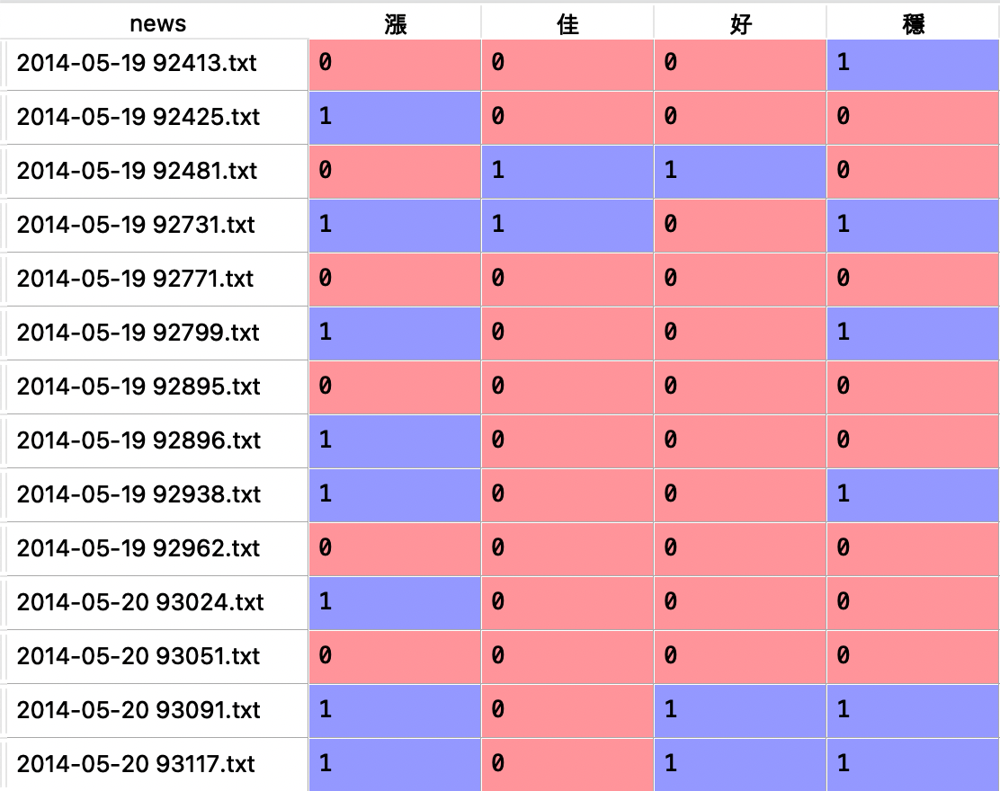 news 漲 佳 好 穩
2014-05-19 92413.txt 0 0 0 1
2014-05-19 92425.txt 1 0 0 0
2014-05-19 92481.txt 0 1 1 0
2014-05-19 92731.txt 1 1 0 1
2014-05-19 92771.txt 0 0 0 0
2014-05-19 92799.txt 1 0 0 1
2014-05-19 92895.txt 0 0 0 0
2014-05-19 92896.txt 1 0 0 0
2014-05-19 92938.txt 1 0 0 1
2014-05-19 92962.txt 0 0 0 0
2014-05-20 93024.txt 1 0 0 0
2014-05-20 93051.txt 0 0 0 0
2014-05-20 93091.txt 1 0 1 1
2014-05-20 93117.txt 1 0 1 1